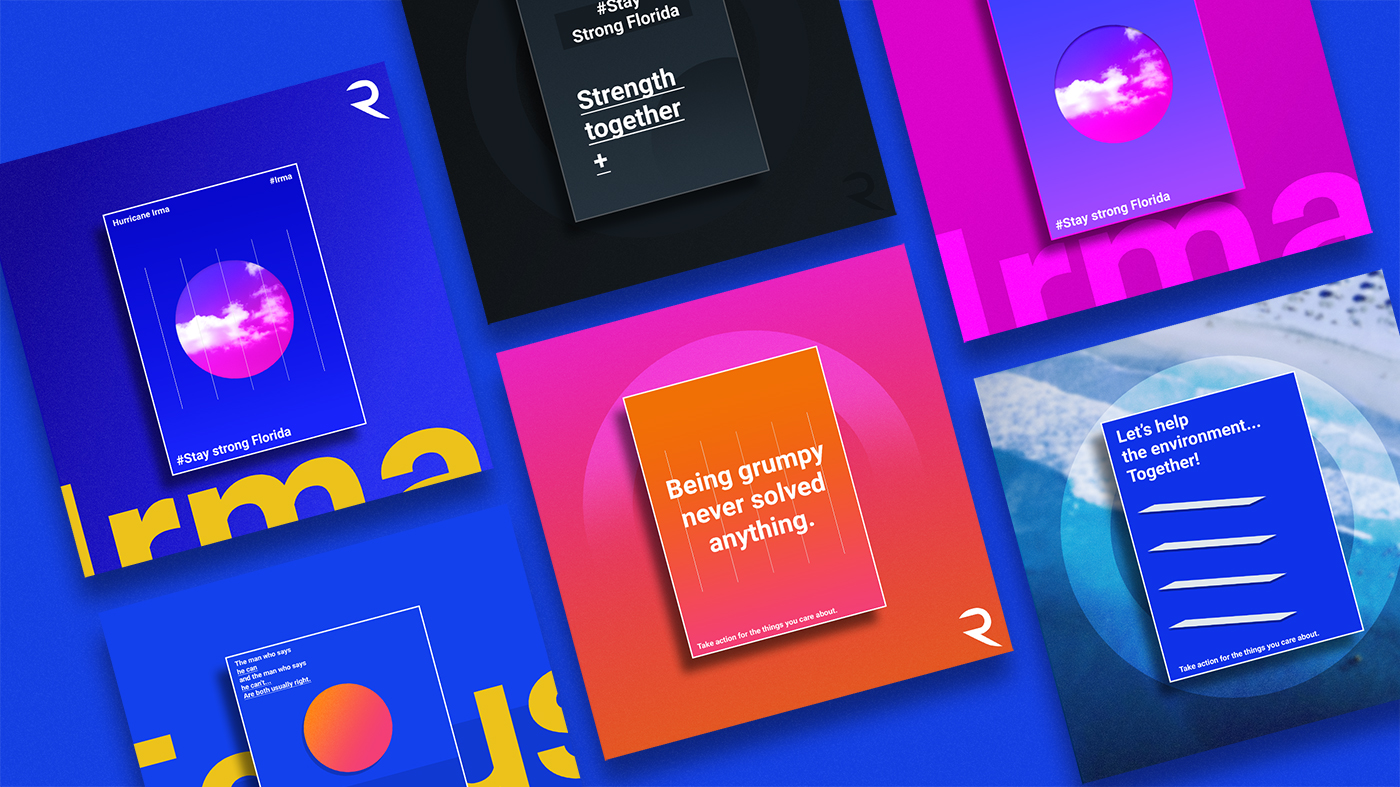 Hurricane Irma
#Irma
#Stay strong Florida
Irma
#Stay
Strong Florida
Strength
together
+
#Stay strong Florida
Irma
The man who says
he can
and the man who says
he can't...
Are both usually right.
us
Being grumpy
never solved
anything.
Take action for the things you care about.
Let's help
the environment...
Together!
Take action for the things you care about.